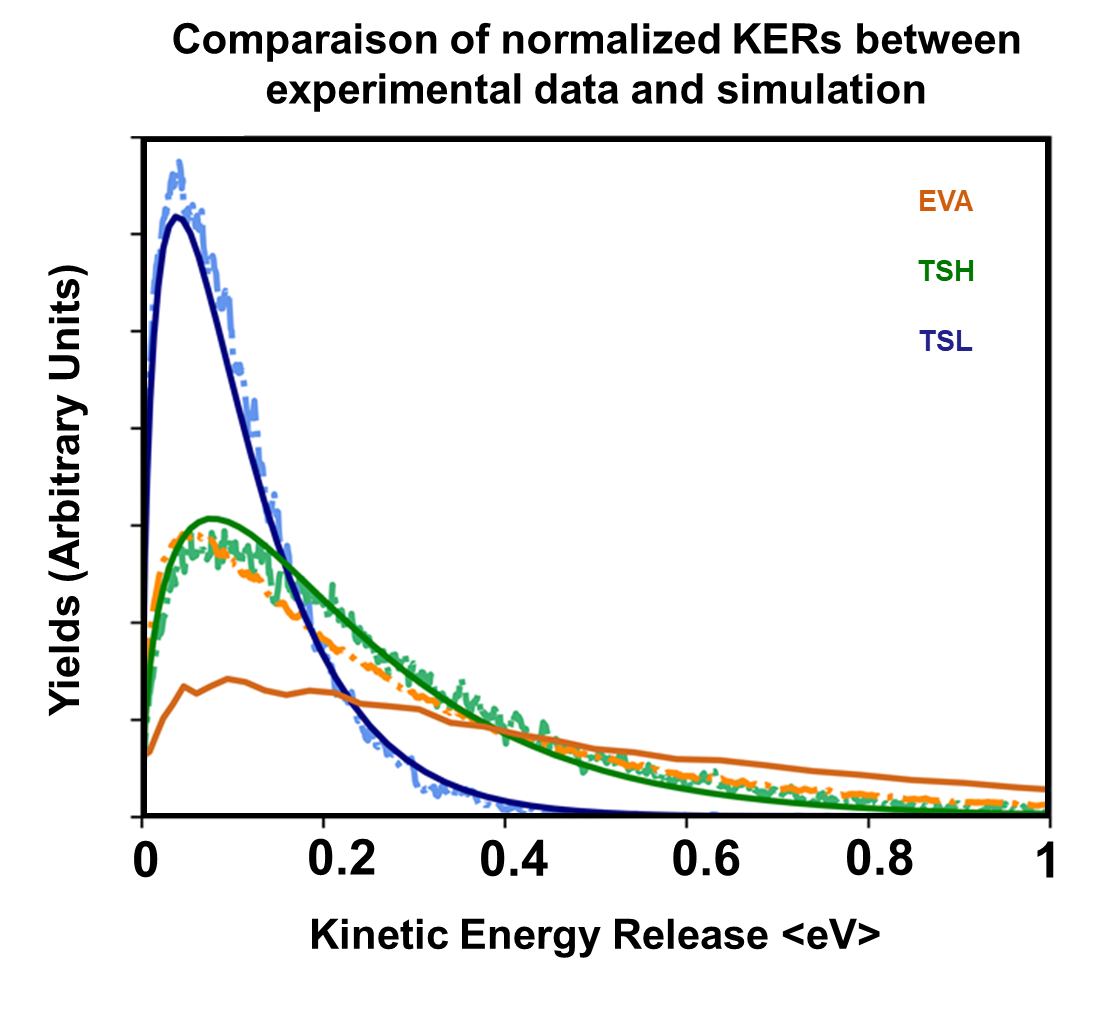 Comparaison of normalized KERs between
experimental data and simulation
EVA
TSH
TSL
Yields (Arbitrary Units)
0 0.2 0.4 0.6 0.8 1
Kinetic Energy Release <eV>